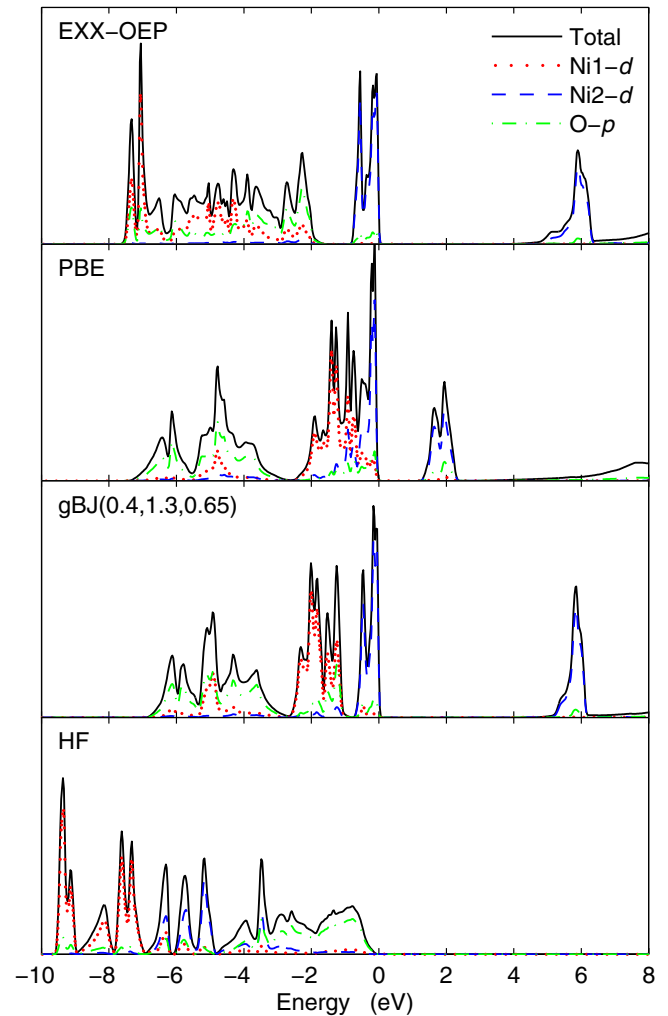 EXX−OEP
Total
Ni1−d
Ni2−d
O−p
PBE
gBJ(0.4,1.3,0.65)
HF
−10 −8 −6 −4 −2 0 2 4 6 8
Energy (eV)